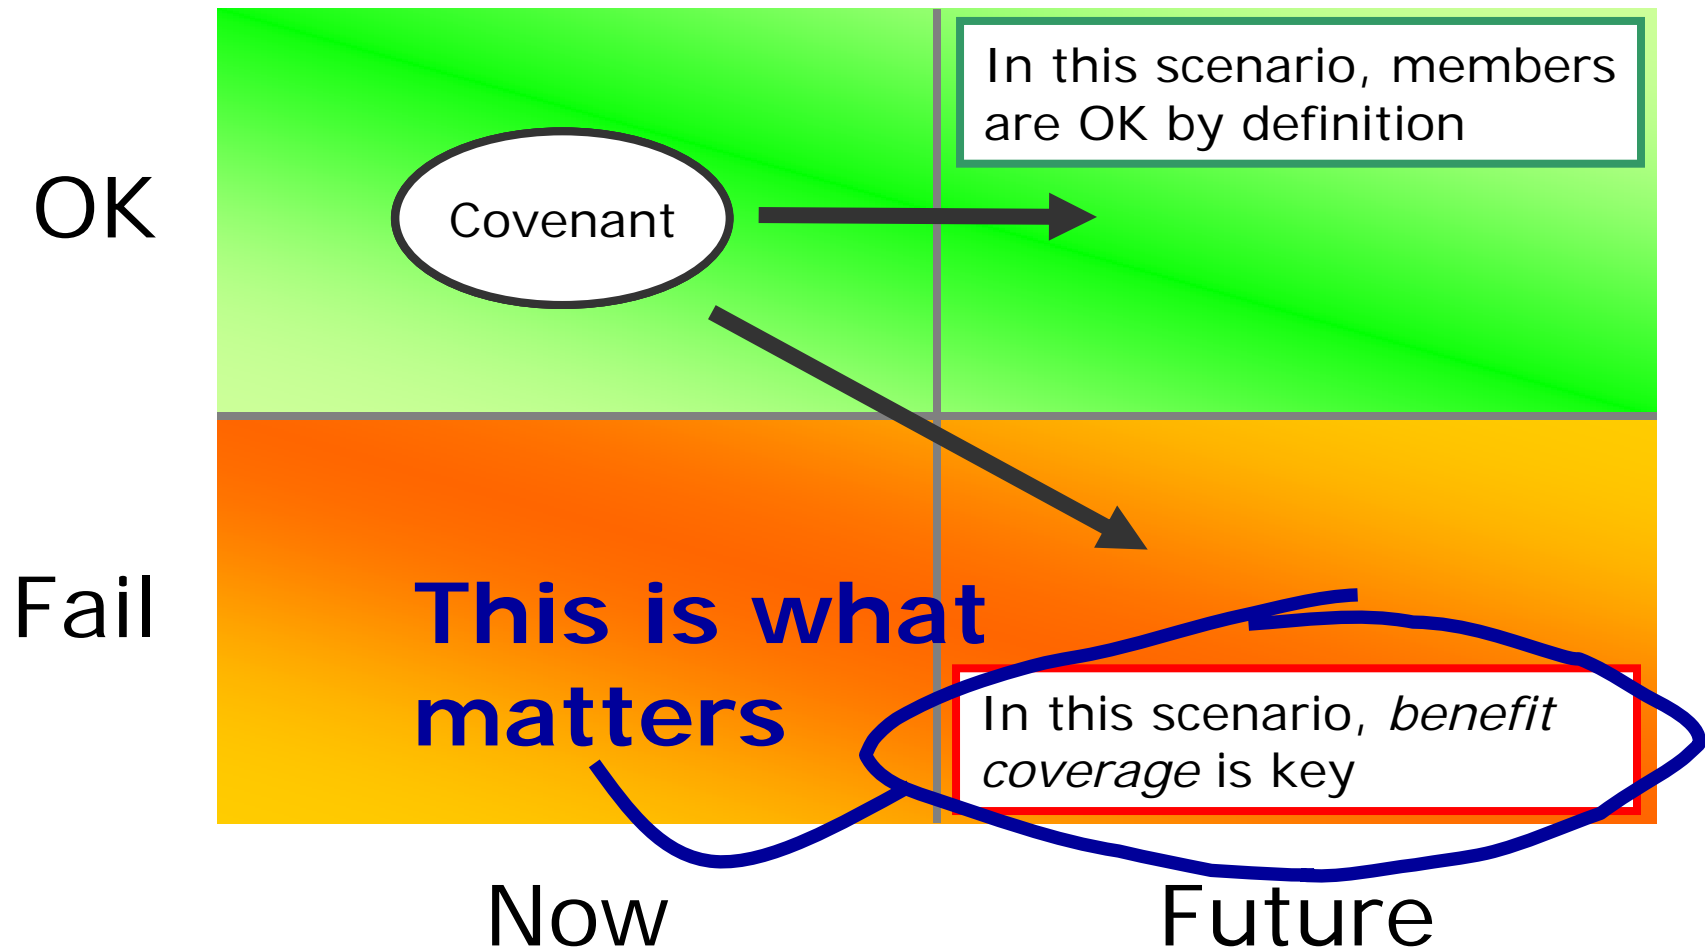 In this scenario, members
are OK by definition
OK
Covenant
Fail
This is what
matters
In this scenario, benefit
coverage is key
Now
Future